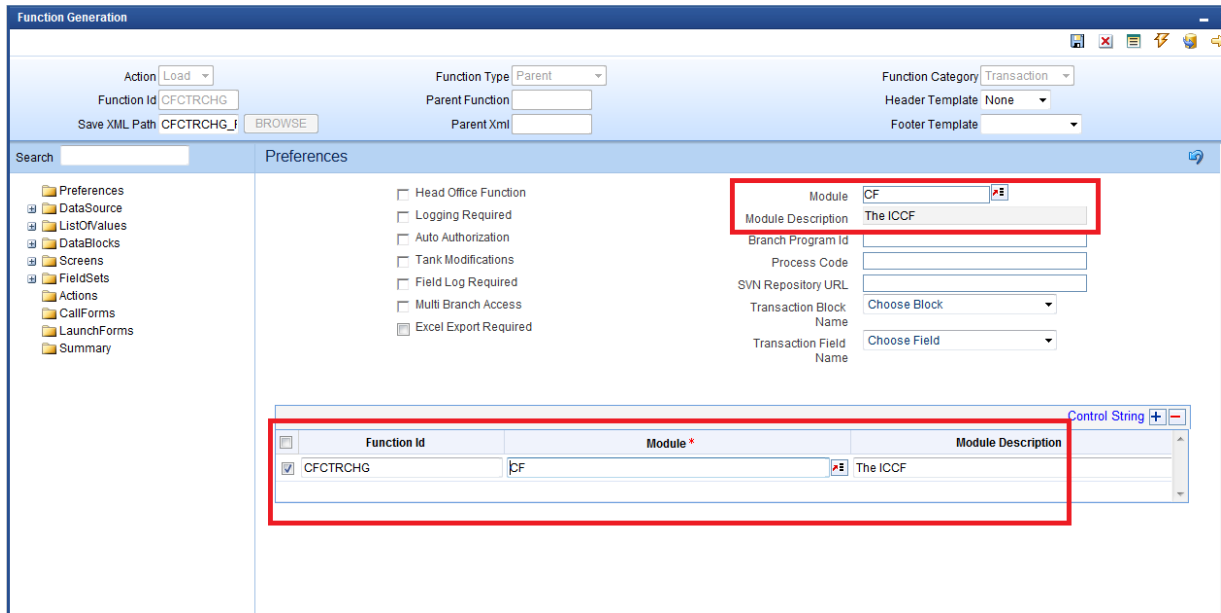 Function Generation
Action Load Function Type Parent Function Category Transaction
Function Id CFCTRCHG Parent Function Header Template None
Save XML Path CFCTRCHG_ BROWSE Parent Xml Footer Template
Search Preferences
Preferences
DataSource
ListOfValues
DataBlocks
Screens
FieldSets
Actions
CallForms
LaunchForms
Summary
Head Office Function
Logging Required
Auto Authorization
Tank Modifications
Field Log Required
Multi Branch Access
Excel Export Required
Module CF
Module Description The ICCF
Branch Program Id
Process Code
SVN Repository URL
Transaction Block Name Choose Block
Transaction Field Name Choose Field
Control String
Function Id Module * Module Description
CFCTRCHG CF The ICCF